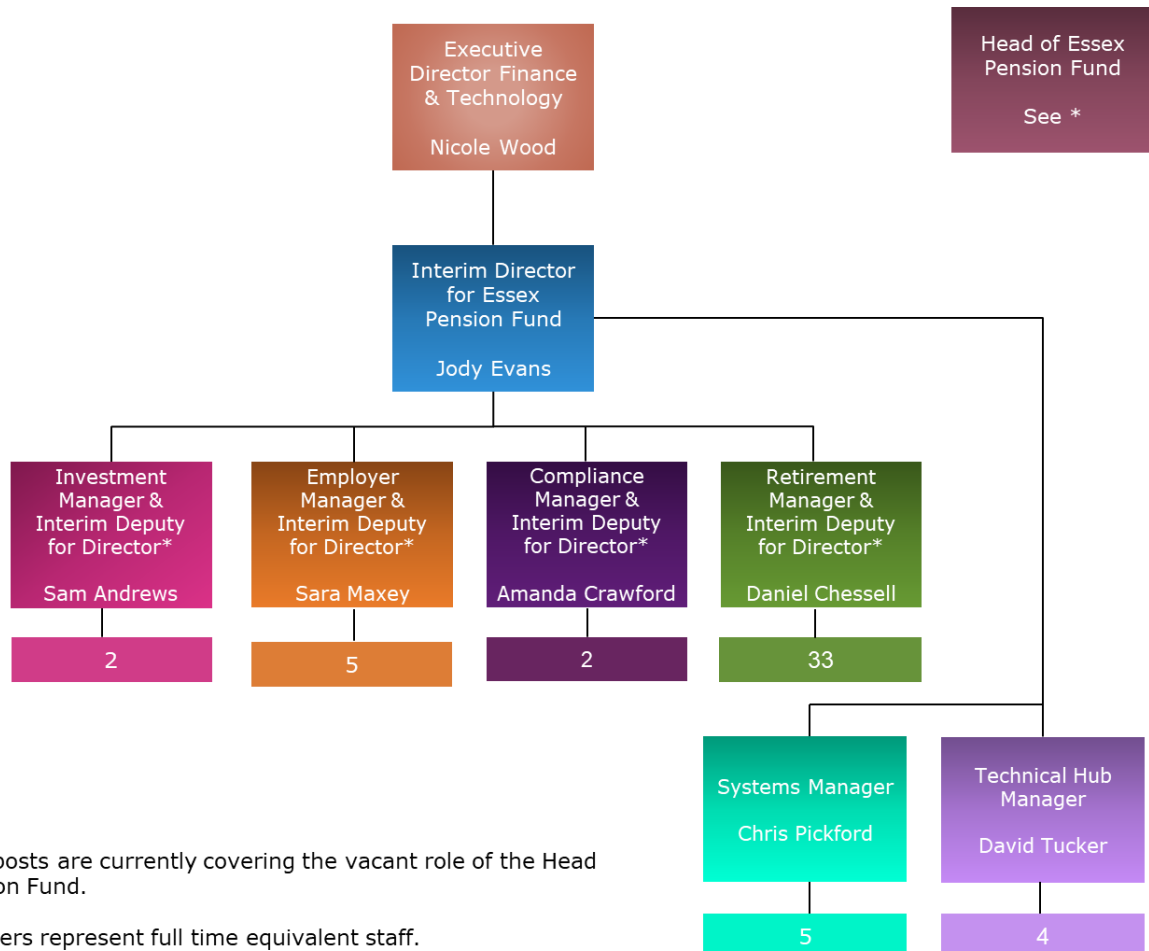 Executive
Director Finance
& Technology
Nicole Wood
Head of Essex
Pension Fund
See *
Interim Director
for Essex
Pension Fund
Jody Evans
Investment
Manager &
Interim Deputy
for Director*
Sam Andrews
2
Employer
Manager &
Interim Deputy
for Director*
Sara Maxey
5
Compliance
Manager &
Interim Deputy
for Director*
Amanda Crawford
2
Retirement
Manager &
Interim Deputy
for Director*
Daniel Chessell
33
Systems Manager
Chris Pickford
5
Technical Hub
Manager
David Tucker
4
posts are currently covering the vacant role of the Head
Fund.
represent full time equivalent staff.